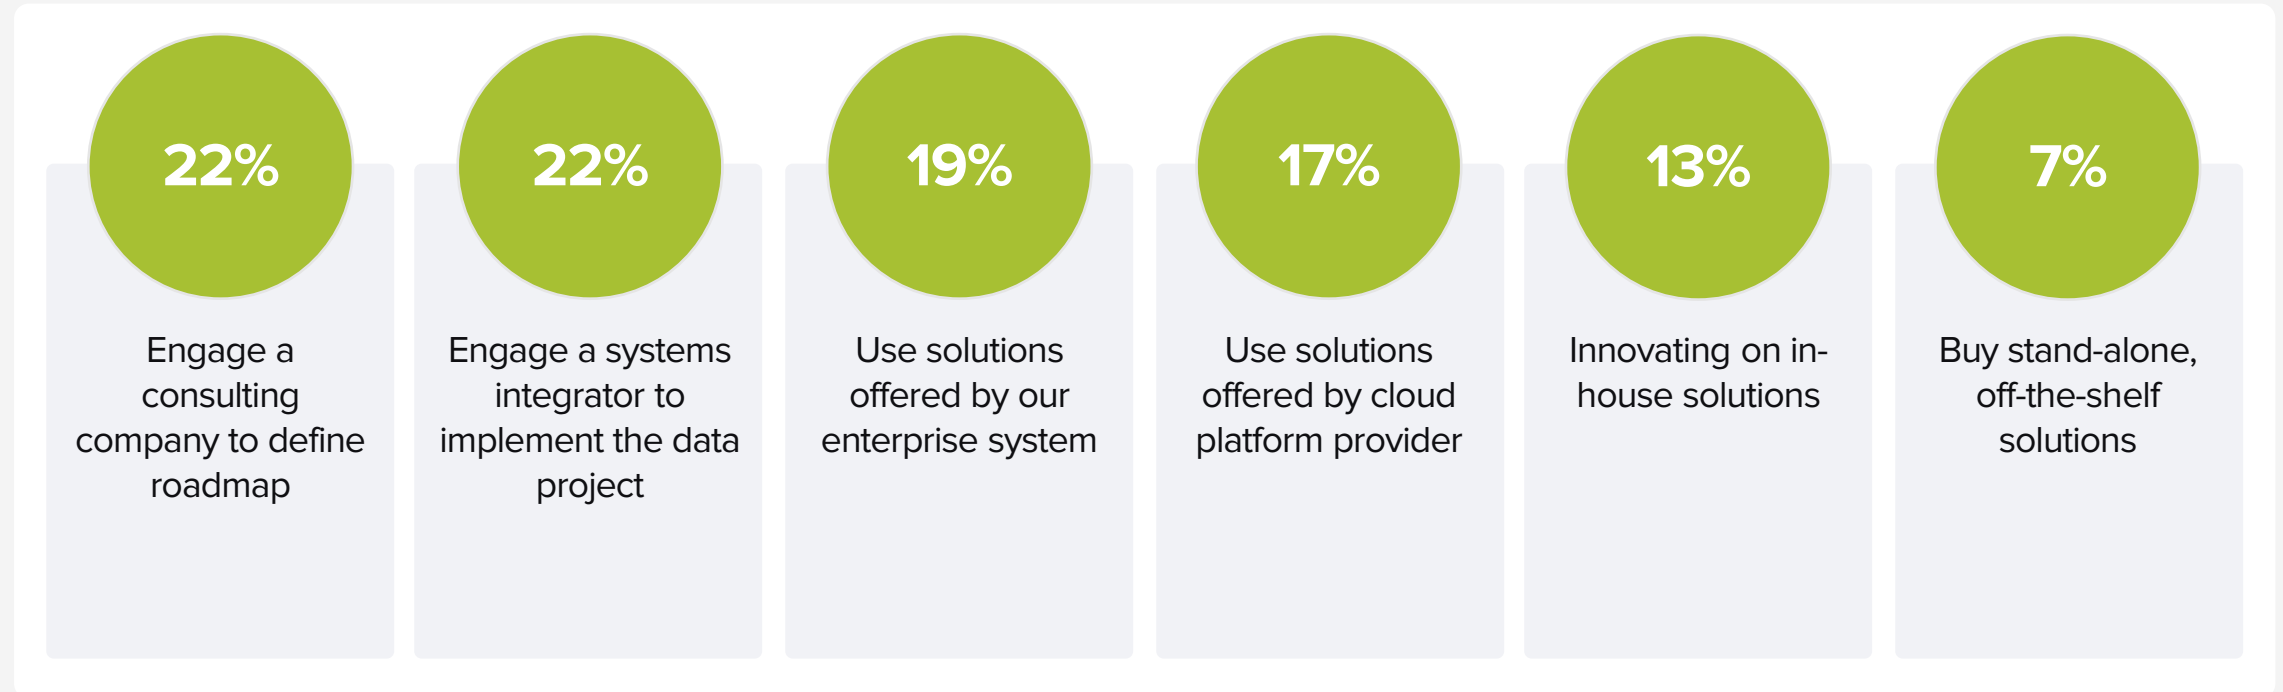 22%
Engage a
consulting
company to define
roadmap
22%
Engage a systems
integrator to
implement the data
project
19%
Use solutions
offered by our
enterprise system
17%
Use solutions
offered by cloud
platform provider
13%
Innovating on in-
house solutions
7%
Buy stand-alone,
off-the-shelf
solutions